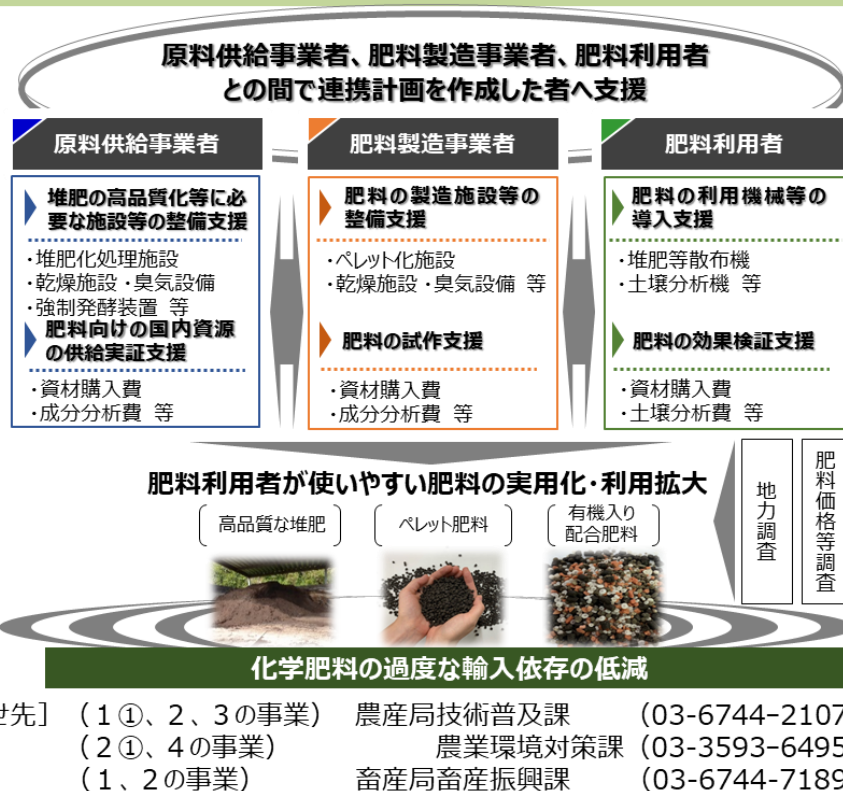 原料供給事業者、肥料製造事業者、肥料利用者
との間で連携計画を作成した者へ支援
原料供給事業者
堆肥の高品質化等に必
要な施設等の整備支援
・堆肥化処理施設
・乾燥施設・臭気設備
・強制発酵装置 等
肥料向けの国内資源
の供給実証支援
・資材購入費
・成分分析費 等
肥料製造事業者
肥料の製造施設等の
整備支援
・ペレット化施設
・乾燥施設・臭気設備 等
肥料の試作支援
・資材購入費
・成分分析費 等
肥料利用者
肥料の利用機械等の
導入支援
・堆肥等散布機
・土壌分析機 等
肥料の効果検証支援
・資材購入費
・土壌分析費 等
肥料利用者が使いやすい肥料の実用化・利用拡大
高品質な堆肥
ペレット肥料
有機入り
配合肥料
地力調査
肥料価格等調査
化学肥料の過度な輸入依存の低減
せ先］（１①、２、３の事業） 農産局技術普及課 （03-6744-2107
（２①、４の事業） 農業環境対策課（03-3593-6495
（１、２の事業） 畜産局畜産振興課 （03-6744-7189